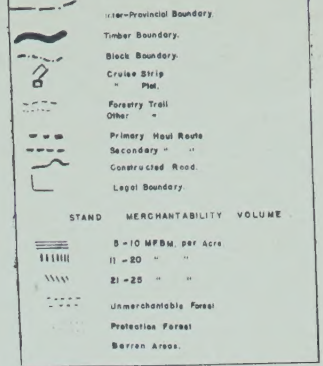 Inter-Provincial Boundary.
Timber Boundary.
Block Boundary.
Cruise Strip
" Plot.
Forestry Trail
Other "
Primary Haul Route
Secondary " "
Constructed Road.
Legal Boundary.
STAND MERCHANTABILITY VOLUME
5-10 MFBM. per Acre
11-20 " "
21-25 " "
Unmerchantable Forest
Protection Forest
Barren Areas.